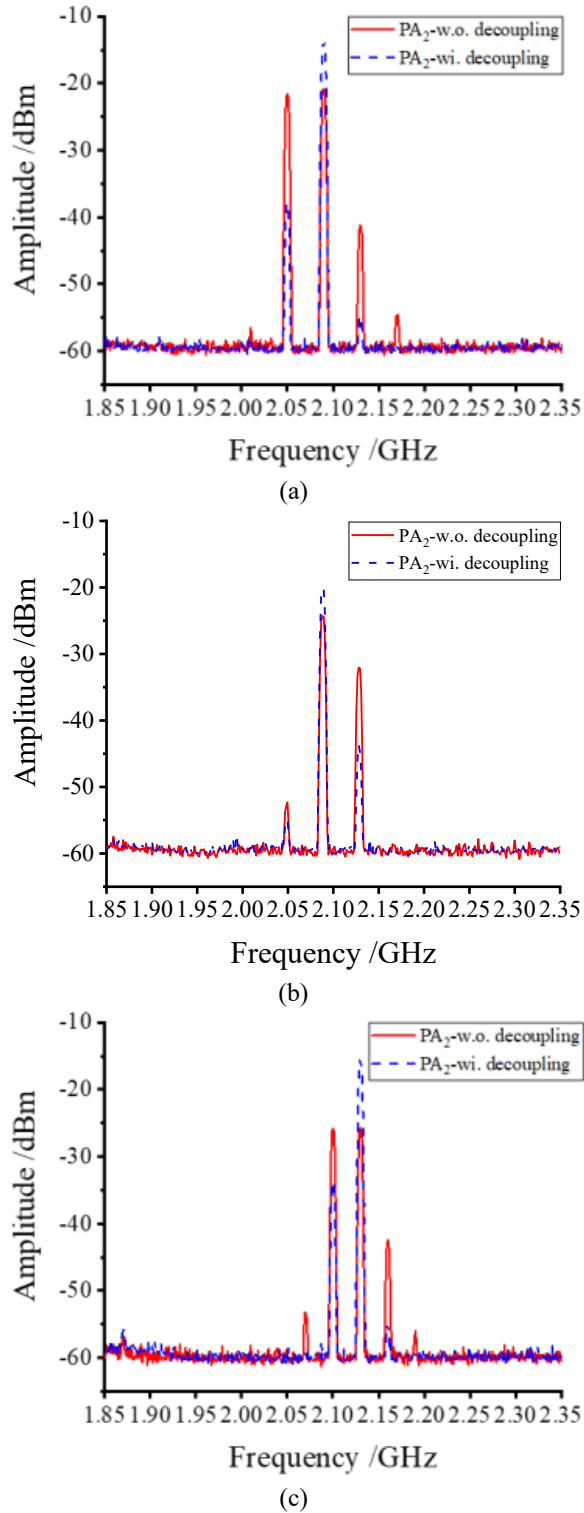 -10
PA₂-w.o. decoupling
PA₂-wi. decoupling
-20
-30
-40
-50
-60
Amplitude /dBm
1.85 1.90 1.95 2.00 2.05 2.10 2.15 2.20 2.25 2.30 2.35
Frequency /GHz
(a)
-10
PA₂-w.o. decoupling
PA₂-wi. decoupling
-20
-30
-40
-50
-60
Amplitude /dBm
1.85 1.90 1.95 2.00 2.05 2.10 2.15 2.20 2.25 2.30 2.35
Frequency /GHz
(b)
-10
PA₂-w.o. decoupling
PA₂-wi. decoupling
-20
-30
-40
-50
-60
Amplitude /dBm
1.85 1.90 1.95 2.00 2.05 2.10 2.15 2.20 2.25 2.30 2.35
Frequency /GHz
(c)